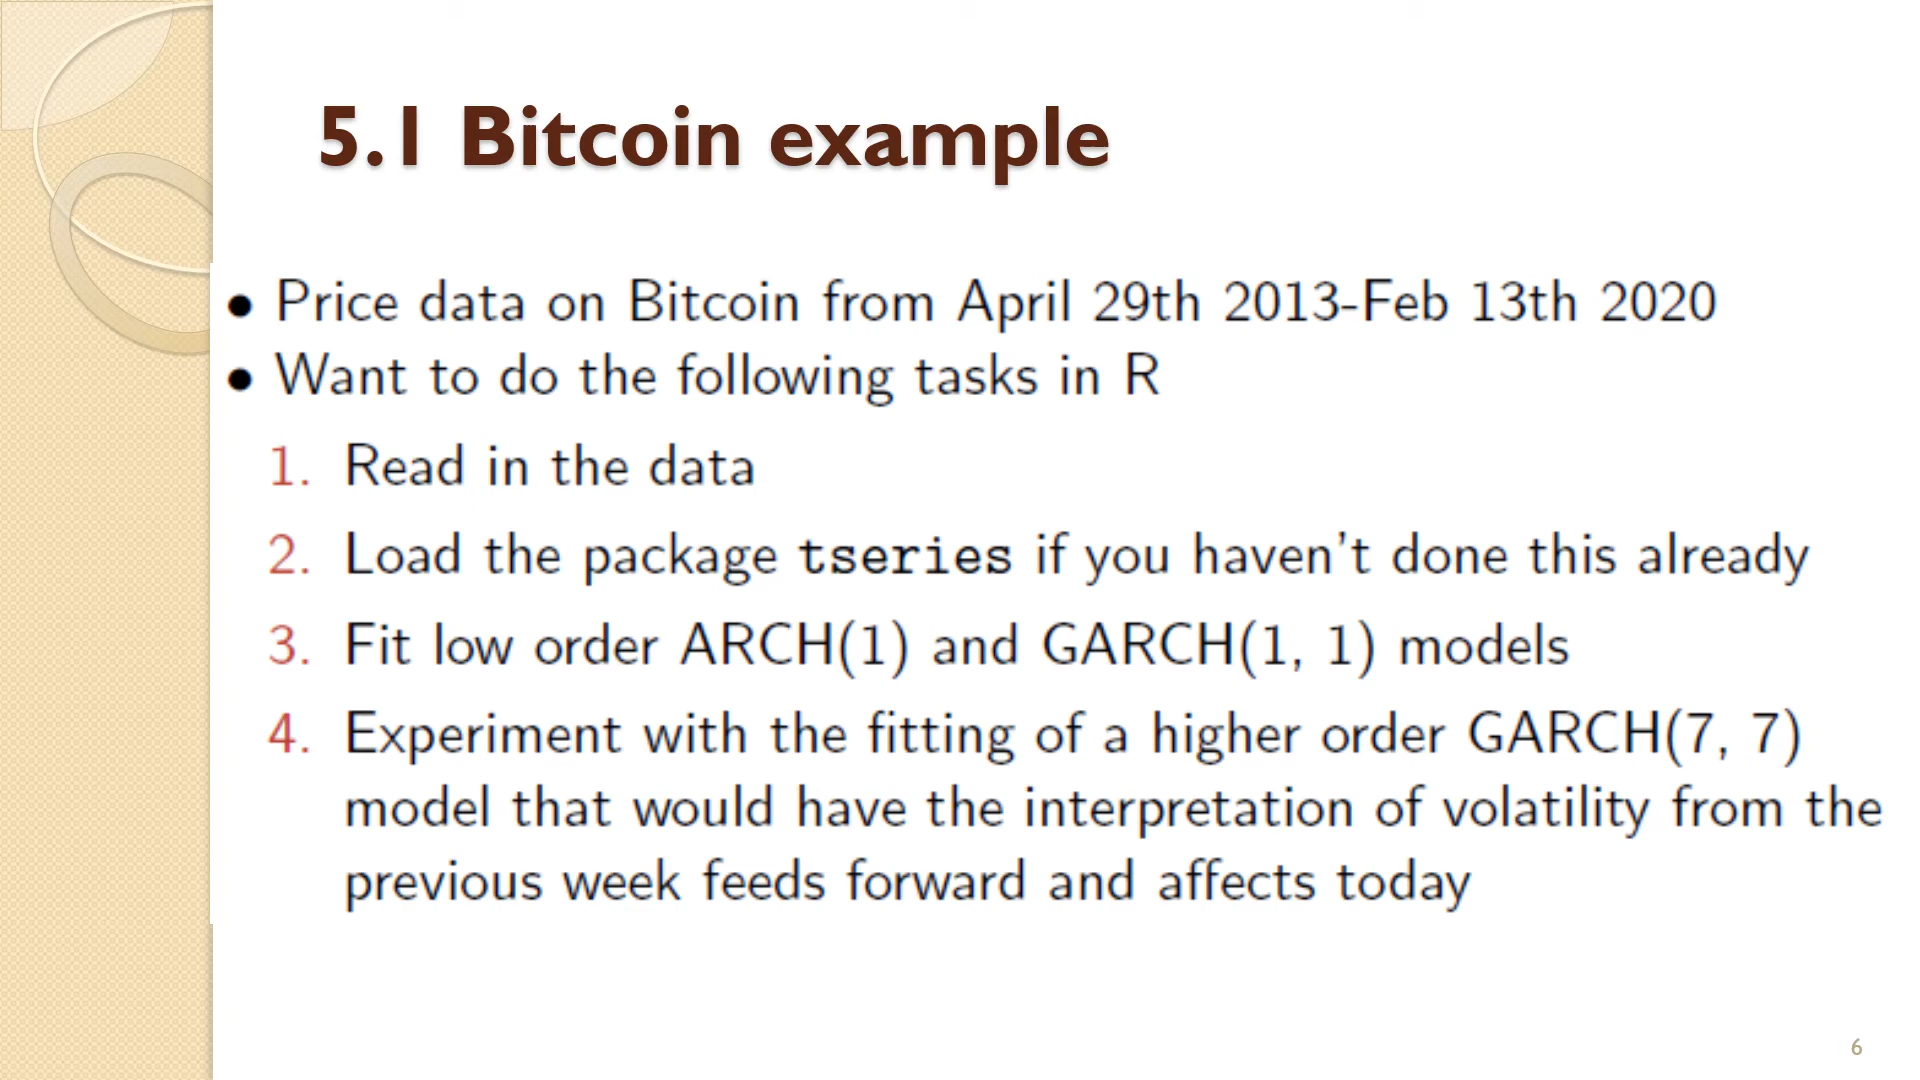 5.1 Bitcoin example
• Price data on Bitcoin from April 29th 2013-Feb 13th 2020
• Want to do the following tasks in R
1. Read in the data
2. Load the package tseries if you haven't done this already
3. Fit low order ARCH(1) and GARCH(1, 1) models
4. Experiment with the fitting of a higher order GARCH(7, 7)
model that would have the interpretation of volatility from the
previous week feeds forward and affects today
6